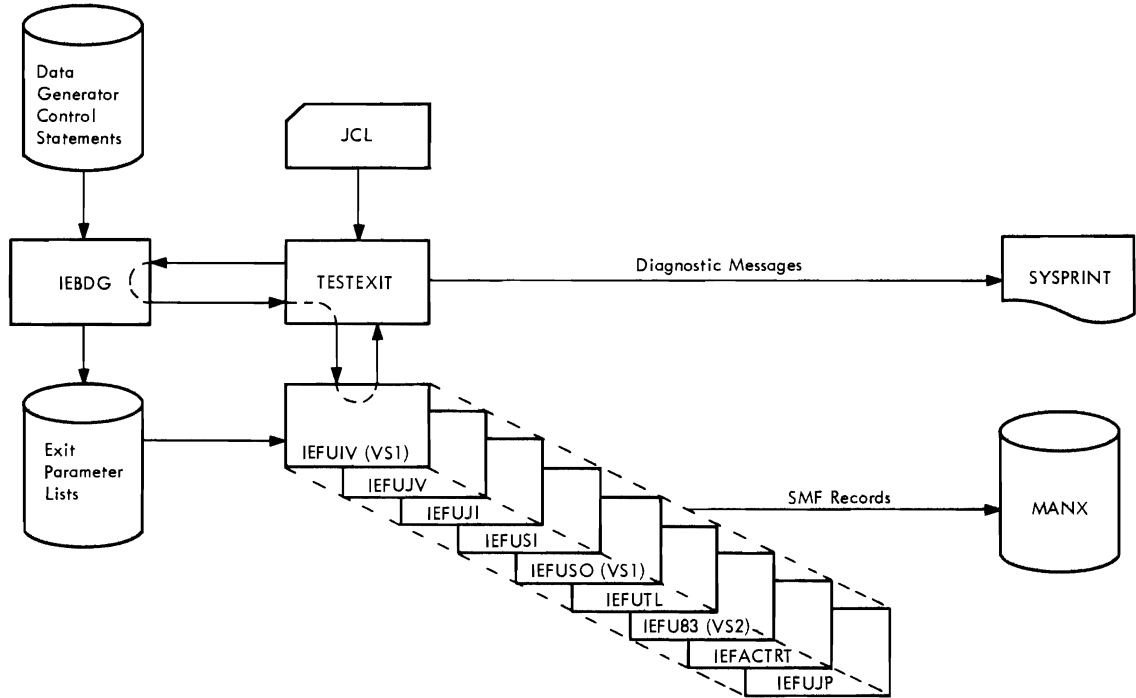 Data
Generator
Control
Statements
JCL
IEBDG
TESTEXIT
Diagnostic Messages
SYSPRINT
Exit
Parameter
Lists
IEFUIV (VS1)
IEFUJV
IEFUJI
IEFUSI
IEFUSO (VS1)
IEFUTL
IEFU83 (VS2)
IEFACTRT
IEFUJP
SMF Records
MANX